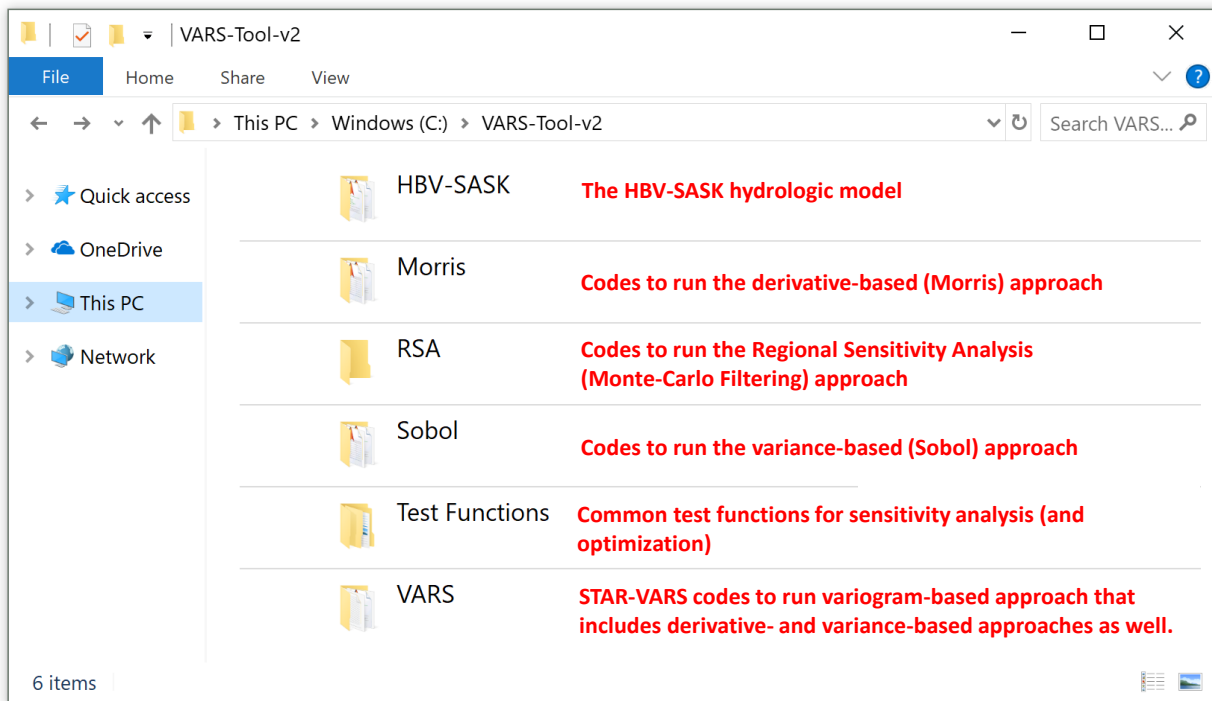 VARS-Tool-v2
File Home Share View
This PC > Windows (C:) > VARS-Tool-v2
Search VARS...
Quick access
OneDrive
This PC
Network
HBV-SASK
The HBV-SASK hydrologic model
Morris
Codes to run the derivative-based (Morris) approach
RSA
Codes to run the Regional Sensitivity Analysis
(Monte-Carlo Filtering) approach
Sobol
Codes to run the variance-based (Sobol) approach
Test Functions
Common test functions for sensitivity analysis (and
optimization)
VARS
STAR-VARS codes to run variogram-based approach that
includes derivative- and variance-based approaches as well.
6 items